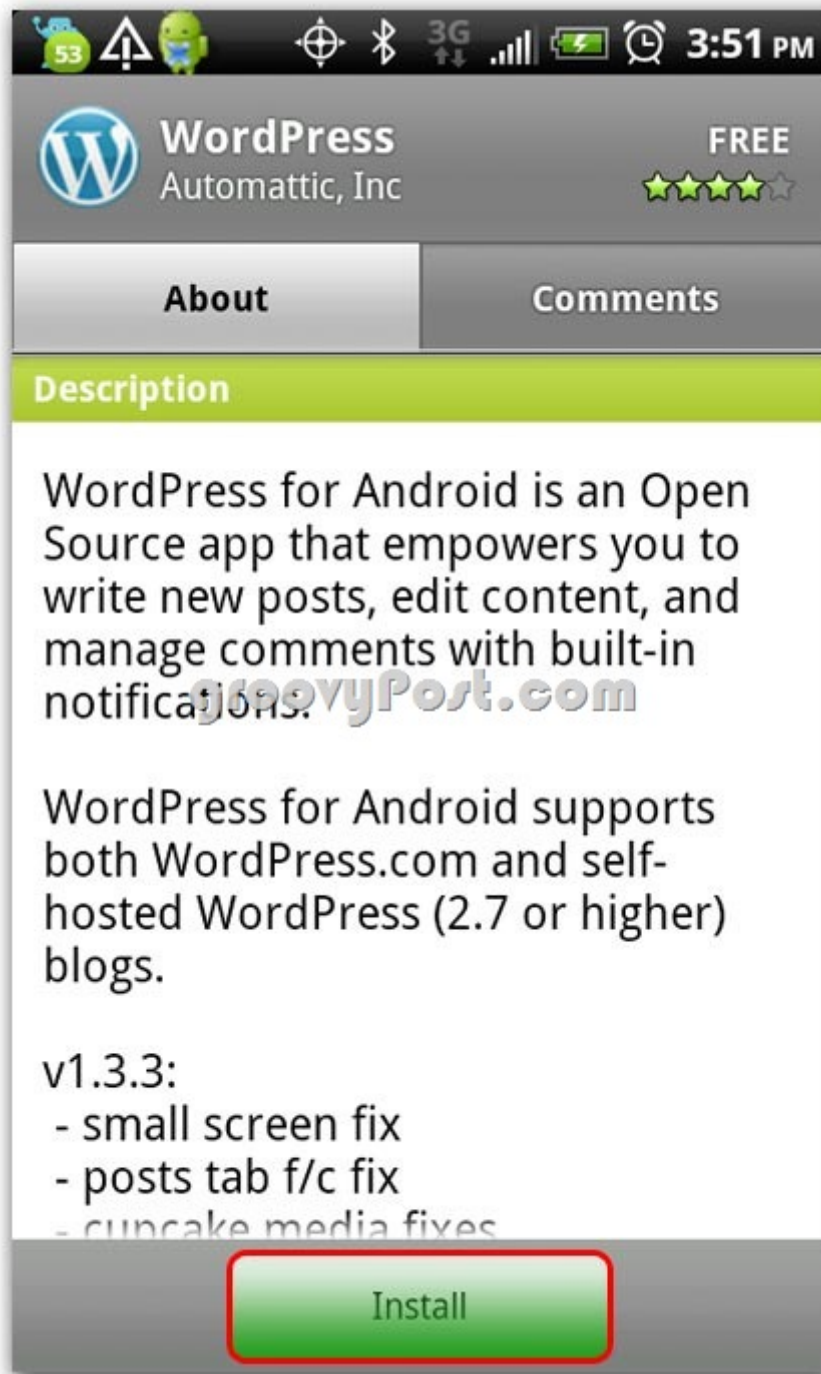 53
3G
3:51 PM
WordPress
FREE
Automattic, Inc
About
Comments
Description
WordPress for Android is an Open
Source app that empowers you to
write new posts, edit content, and
manage comments with built-in
notifications.
groovyPost.com
WordPress for Android supports
both WordPress.com and self-
hosted WordPress (2.7 or higher)
blogs.
v1.3.3:
- small screen fix
- posts tab f/c fix
- cupcake media fixes
Install